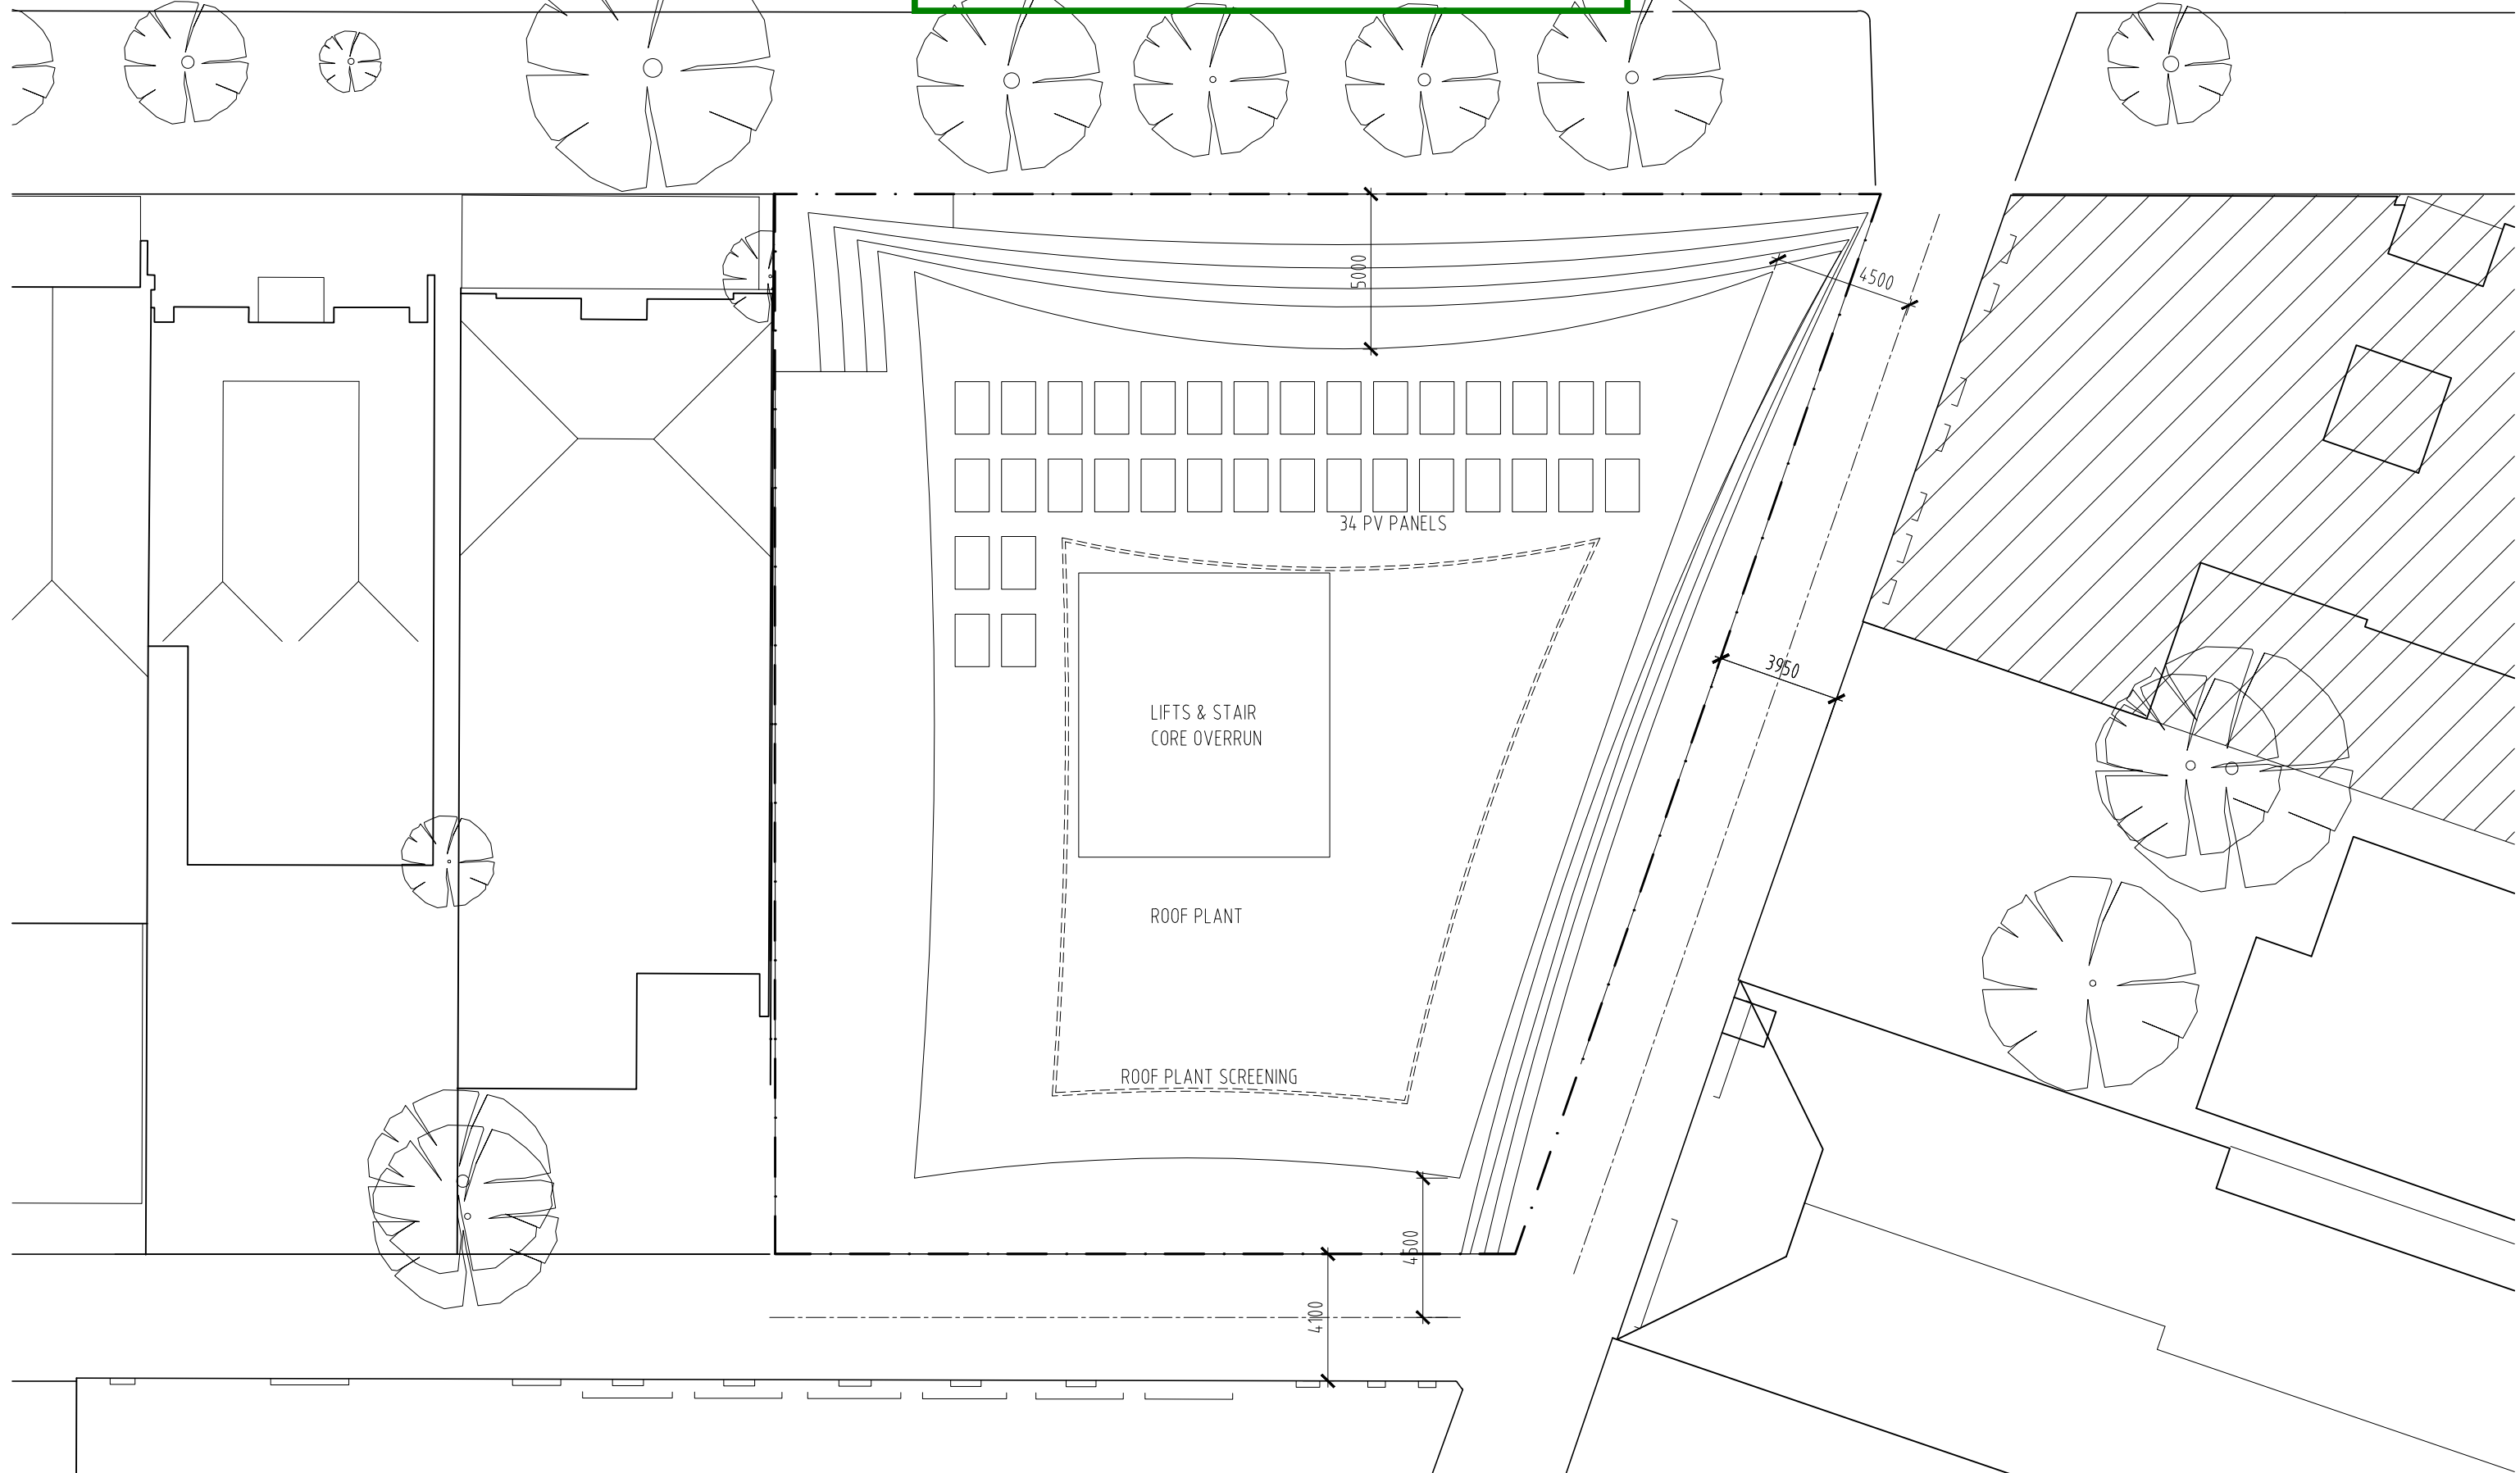 5000
4500
34 PV PANELS
3950
LIFTS & STAIR
CORE OVERRUN
ROOF PLANT
ROOF PLANT SCREENING
4500
4100